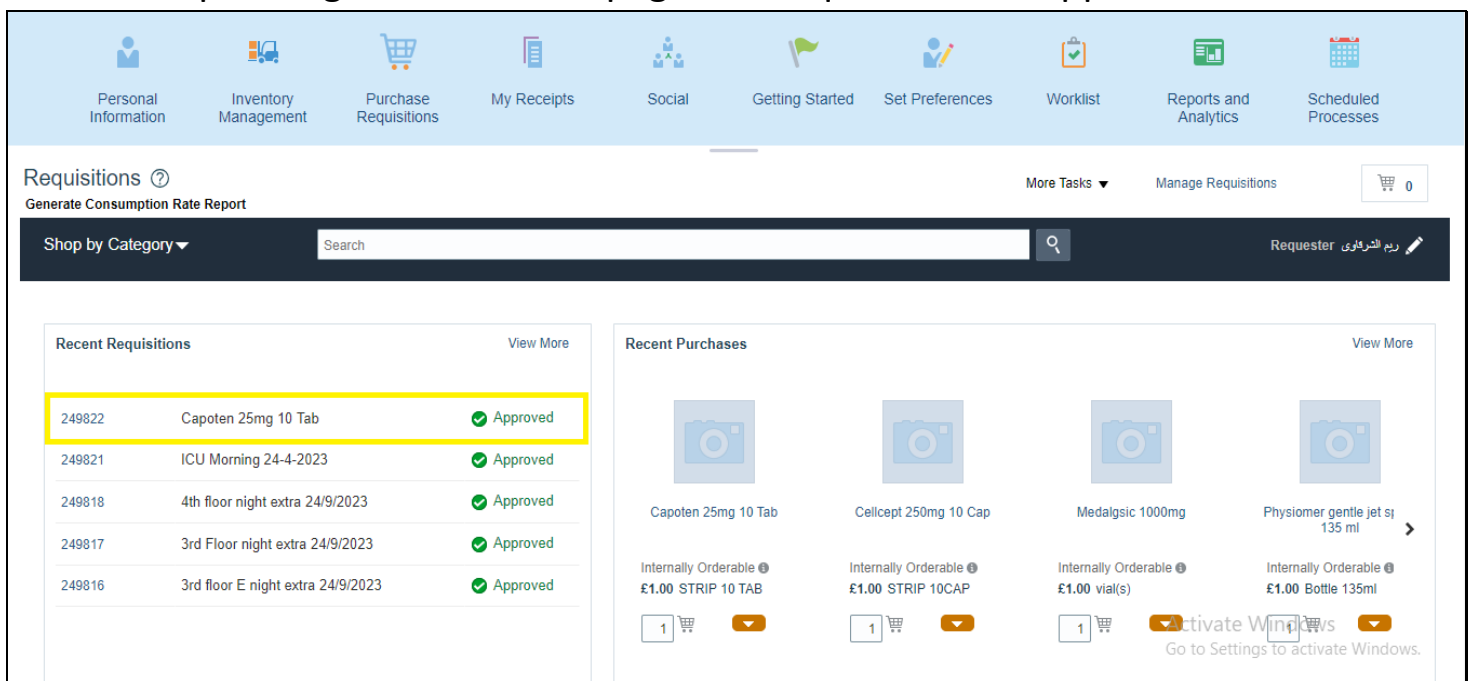 Personal
Information
Inventory
Management
Purchase
Requisitions
My Receipts
Social
Getting Started
Set Preferences
Worklist
Reports and
Analytics
Scheduled
Processes
Requisitions ?
More Tasks
Manage Requisitions
0
Generate Consumption Rate Report
Shop by Category
Search
Requester ريم الشرقاوى
Recent Requisitions
View More
249822 Capoten 25mg 10 Tab Approved
249821 ICU Morning 24-4-2023 Approved
249818 4th floor night extra 24/9/2023 Approved
249817 3rd Floor night extra 24/9/2023 Approved
249816 3rd floor E night extra 24/9/2023 Approved
Recent Purchases
View More
Capoten 25mg 10 Tab
Internally Orderable
£1.00 STRIP 10 TAB
1
Cellcept 250mg 10 Cap
Internally Orderable
£1.00 STRIP 10CAP
1
Medalgsic 1000mg
Internally Orderable
£1.00 vial(s)
1
Physiomer gentle jet
135 ml
Internally Orderable
£1.00 Bottle 135ml
1
Activate Windows
Go to Settings to activate Windows.